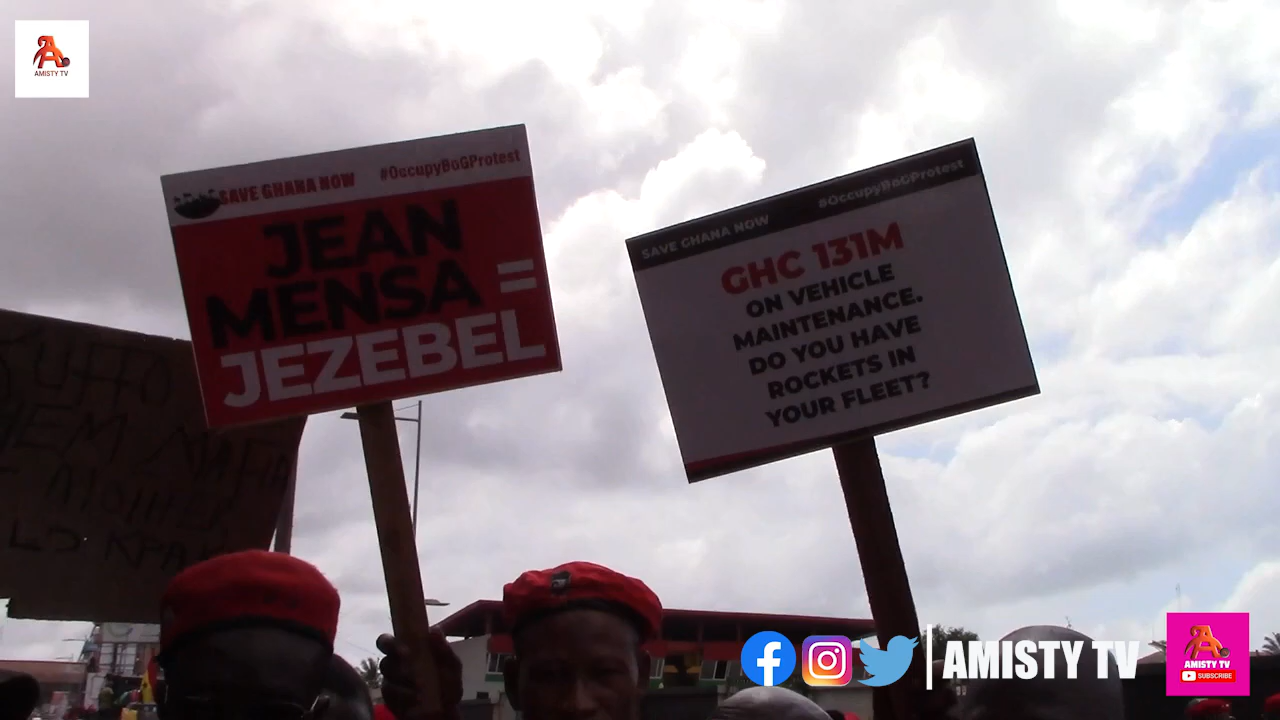 AMISTY TV
SAVE GHANA NOW
#OccupyBoGProtest
JEAN
MENSA =
JEZEBEL
SAVE GHANA NOW
#OccupyBoGProtest
GHC 131M
ON VEHICLE
MAINTENANCE.
DO YOU HAVE
ROCKETS IN
YOUR FLEET?
AMISTY TV
AMISTY TV
SUBSCRIBE